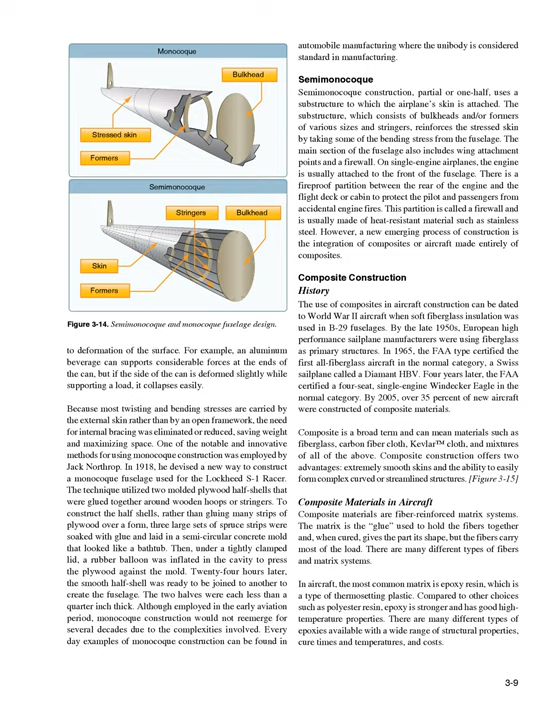 Monocoque
Bulkhead
Stressed skin
Formers
Semimonocoque
Stringers
Bulkhead
Skin
Formers
Figure 3-14. Semimonocoque and monocoque fuselage design.
to deformation of the surface. For example, an aluminum
beverage can supports considerable forces at the ends of
the can, but if the side of the can is deformed slightly while
supporting a load, it collapses easily.
Because most twisting and bending stresses are carried by
the external skin rather than by an open framework, the need
for internal bracing was eliminated or reduced, saving weight
and maximizing space. One of the notable and innovative
methods for using monocoque construction was employed by
Jack Northrop. In 1918, he devised a new way to construct
a monocoque fuselage used for the Lockheed S-1 Racer.
The technique utilized two molded plywood half-shells that
were glued together around wooden hoops or stringers. To
construct the half shells, rather than gluing many strips of
plywood over a form, three large sets of spruce strips were
soaked with glue and laid in a semi-circular concrete mold
that looked like a bathtub. Then, under a tightly clamped
lid, a rubber balloon was inflated in the cavity to press
the plywood against the mold. Twenty-four hours later,
the smooth half-shell was ready to be joined to another to
create the fuselage. The two halves were each less than a
quarter inch thick. Although employed in the early aviation
period, monocoque construction would not reemerge for
several decades due to the complexities involved. Every
day examples of monocoque construction can be found in
automobile manufacturing where the unibody is considered
standard in manufacturing.
Semimonocoque
Semimonocoque construction, partial or one-half, uses a
substructure to which the airplane’s skin is attached. The
substructure, which consists of bulkheads and/or formers
of various sizes and stringers, reinforces the stressed skin
by taking some of the bending stress from the fuselage. The
main section of the fuselage also includes wing attachment
points and a firewall. On single-engine airplanes, the engine
is usually attached to the front of the fuselage. There is a
fireproof partition between the rear of the engine and the
flight deck or cabin to protect the pilot and passengers from
accidental engine fires. This partition is called a firewall and
is usually made of heat-resistant material such as stainless
steel. However, a new emerging process of construction is
the integration of composites or aircraft made entirely of
composites.
Composite Construction
History
The use of composites in aircraft construction can be dated
to World War II aircraft when soft fiberglass insulation was
used in B-29 fuselages. By the late 1950s, European high
performance sailplane manufacturers were using fiberglass
as primary structures. In 1965, the FAA type certified the
first all-fiberglass aircraft in the normal category, a Swiss
sailplane called a Diamant HBV. Four years later, the FAA
certified a four-seat, single-engine Windecker Eagle in the
normal category. By 2005, over 35 percent of new aircraft
were constructed of composite materials.
Composite is a broad term and can mean materials such as
fiberglass, carbon fiber cloth, Kevlar™ cloth, and mixtures
of all of the above. Composite construction offers two
advantages: extremely smooth skins and the ability to easily
form complex curved or streamlined structures. [Figure 3-15]
Composite Materials in Aircraft
Composite materials are fiber-reinforced matrix systems.
The matrix is the “glue” used to hold the fibers together
and, when cured, gives the part its shape, but the fibers carry
most of the load. There are many different types of fibers
and matrix systems.
In aircraft, the most common matrix is epoxy resin, which is
a type of thermosetting plastic. Compared to other choices
such as polyester resin, epoxy is stronger and has good high-
temperature properties. There are many different types of
epoxies available with a wide range of structural properties,
cure times and temperatures, and costs.
3-9